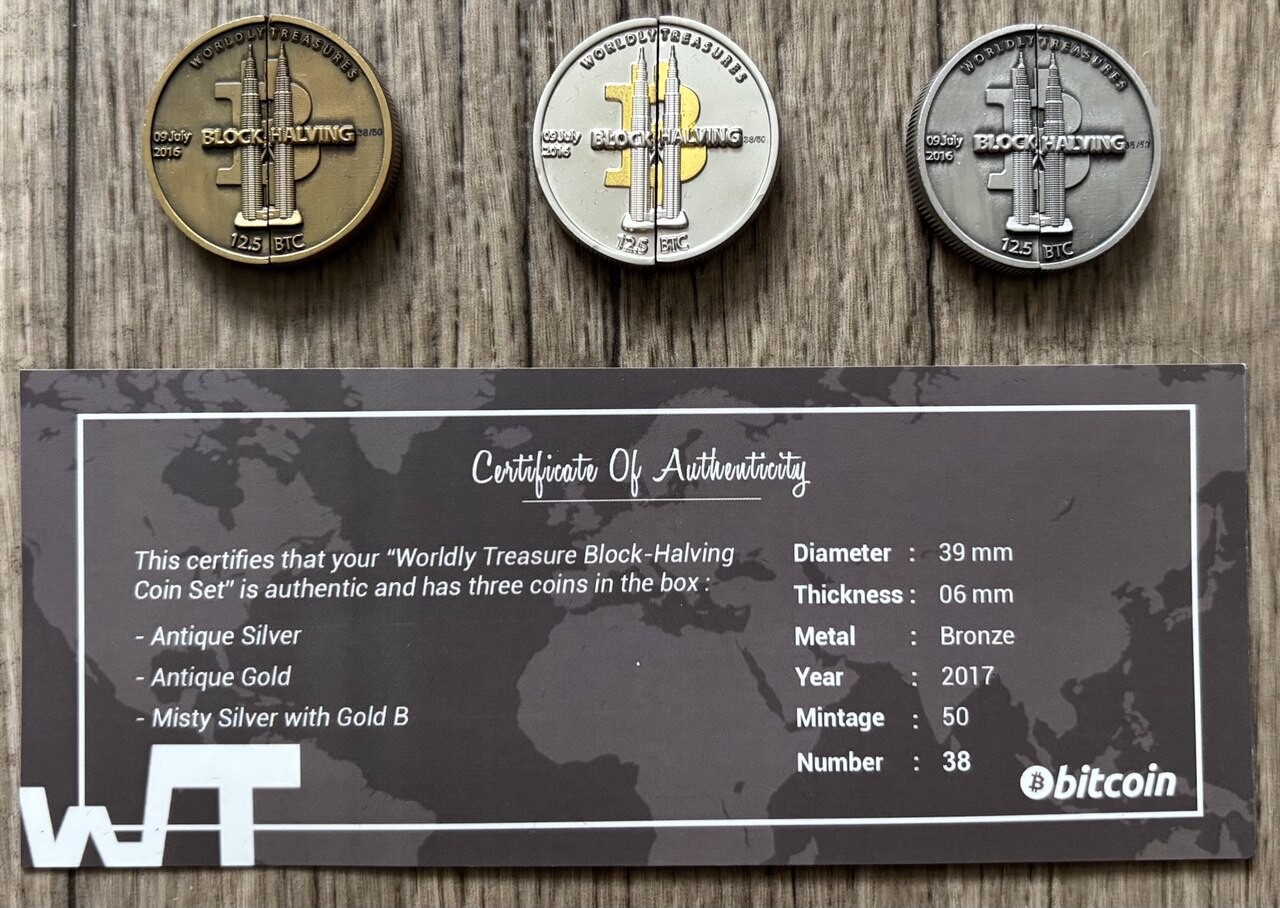 WORLDLY TREASURES
09 July
2016
BLOCK HALVING
38/50
12.5 BTC
WORLDLY TREASURES
09 July
2016
BLOCK HALVING
38/50
12.5 BTC
WORLDLY TREASURES
09 July
2016
BLOCK HALVING
38/50
12.5 BTC
Certificate Of Authenticity
This certifies that your “Worldly Treasure Block-Halving
Coin Set" is authentic and has three coins in the box :
- Antique Silver
- Antique Gold
- Misty Silver with Gold B
Diameter : 39 mm
Thickness : 06 mm
Metal : Bronze
Year : 2017
Mintage : 50
Number : 38
WT
bitcoin